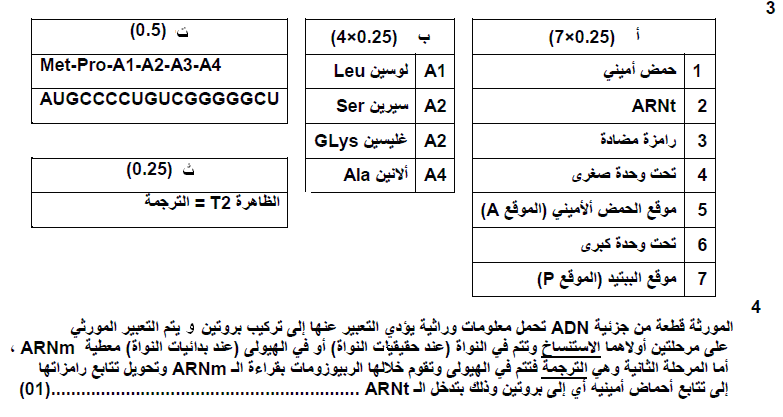 3
أ (0.25×7)
1 حمض أميني
2 ARNt
3 رامزة مضادة
4 تحت وحدة صغرى
5 موقع الحمض ألأميني (الموقع A)
6 تحت وحدة كبرى
7 موقع الببتيد (الموقع P)
ب (0.25×4)
A1 لوسين Leu
A2 سيرين Ser
A2 غليسين GLys
A4 ألانين Ala
ت (0.5)
Met-Pro-A1-A2-A3-A4
AUGCCCCUGUCGGGGGCU
ث (0.25)
الظاهرة T2 = الترجمة
4
المورثة قطعة من جزئية ADN تحمل معلومات وراثية يؤدي التعبير عنها إلى تركيب بروتين و يتم التعبير المورثي
على مرحلتين أولاهما الاستنساخ وتتم في النواة (عند حقيقيات النواة) أو في الهيولى (عند بدائيات النواة) معطية ARNm ،
أما المرحلة الثانية وهي الترجمة فتتم في الهيولى وتقوم خلالها الريبوزومات بقراءة الـ ARNm وتحويل تتابع رامزاتها
إلى تتابع أحماض أمينية أي إلى بروتين وذلك بتدخل الـ ARNt ............................................................(01)